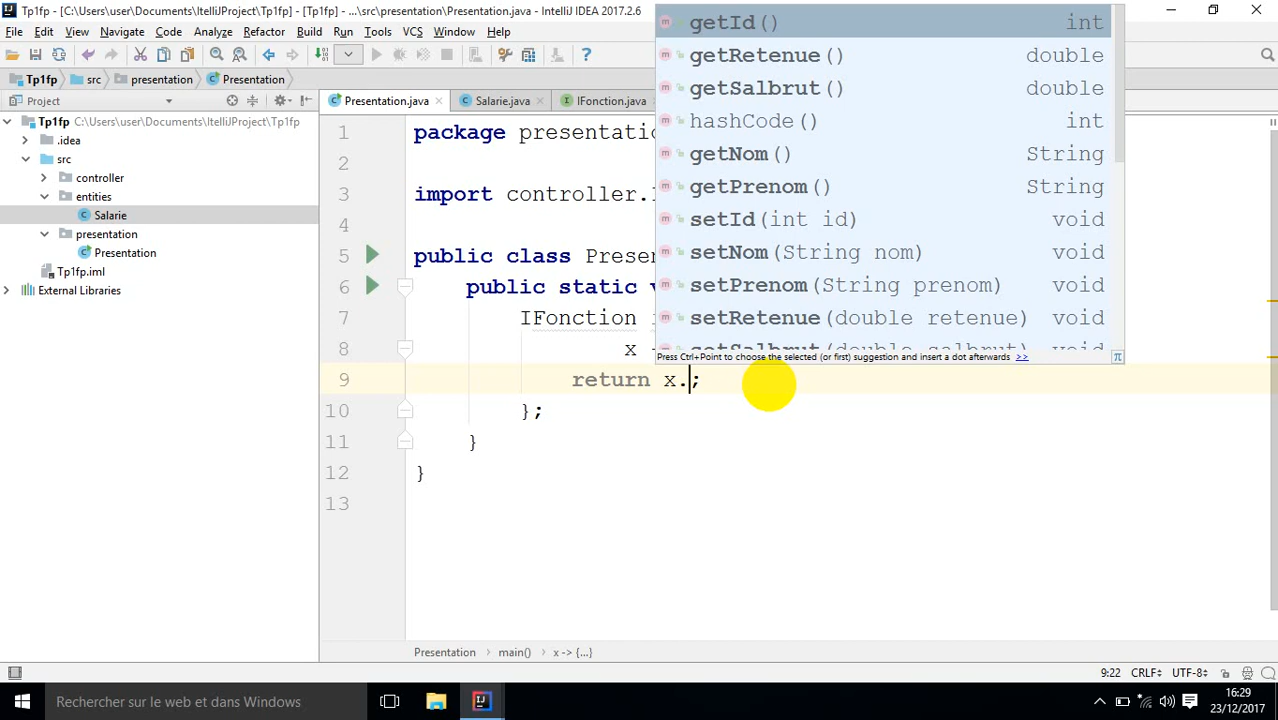 Tp1fp - [C:\Users\user\Documents\ItelliJProject\Tp1fp] - [Tp1fp] - ...\src\presentation\Presentation.java - IntelliJ IDEA 2017.2.6
File Edit View Navigate Code Analyze Refactor Build Run Tools VCS Window Help
Tp1fp src presentation Presentation
Project
Presentation.java Salarie.java IFonction.java
Tp1fp C:\Users\user\Documents\ItelliJProject\Tp1fp
.idea
src
controller
entities
Salarie
presentation
Presentation
Tp1fp.iml
External Libraries
1 package presentatio
2
3 import controller.
4
5 public class Presen
6 public static v
7 IFonction
8 x -
9 return x.;
10 };
11 }
12 }
13
getId() int
getRetenue() double
getSalbrut() double
hashCode() int
getNom() String
getPrenom() String
setId(int id) void
setNom(String nom) void
setPrenom(String prenom) void
setRetenue(double retenue) void
setSalbrut(double salbrut) void
Press Ctrl+Point to choose the selected (or first) suggestion and insert a dot afterwards >>
π
Presentation main() x -> {...}
9:22 CRLF÷ UTF-8÷
Rechercher sur le web et dans Windows
16:29
23/12/2017